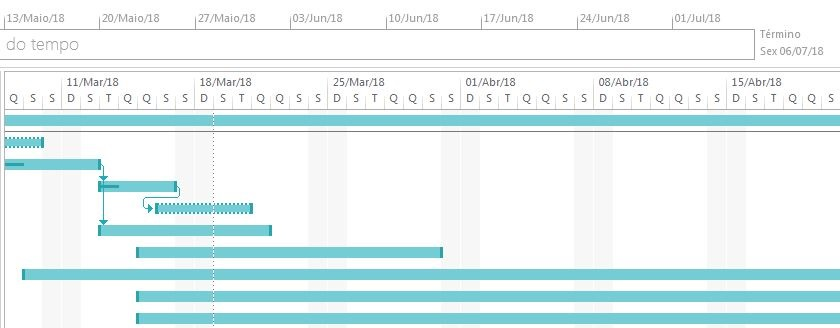 13/Maio/18 20/Maio/18 27/Maio/18 03/Jun/18 10/Jun/18 17/Jun/18 24/Jun/18 01/Jul/18
do tempo
Término
Sex 06/07/18
11/Mar/18 18/Mar/18 25/Mar/18 01/Abr/18 08/Abr/18 15/Abr/18
Q S S D S T Q Q S S D S T Q Q S S D S T Q Q S S D S T Q Q S S D S T Q Q S S D S T Q Q S